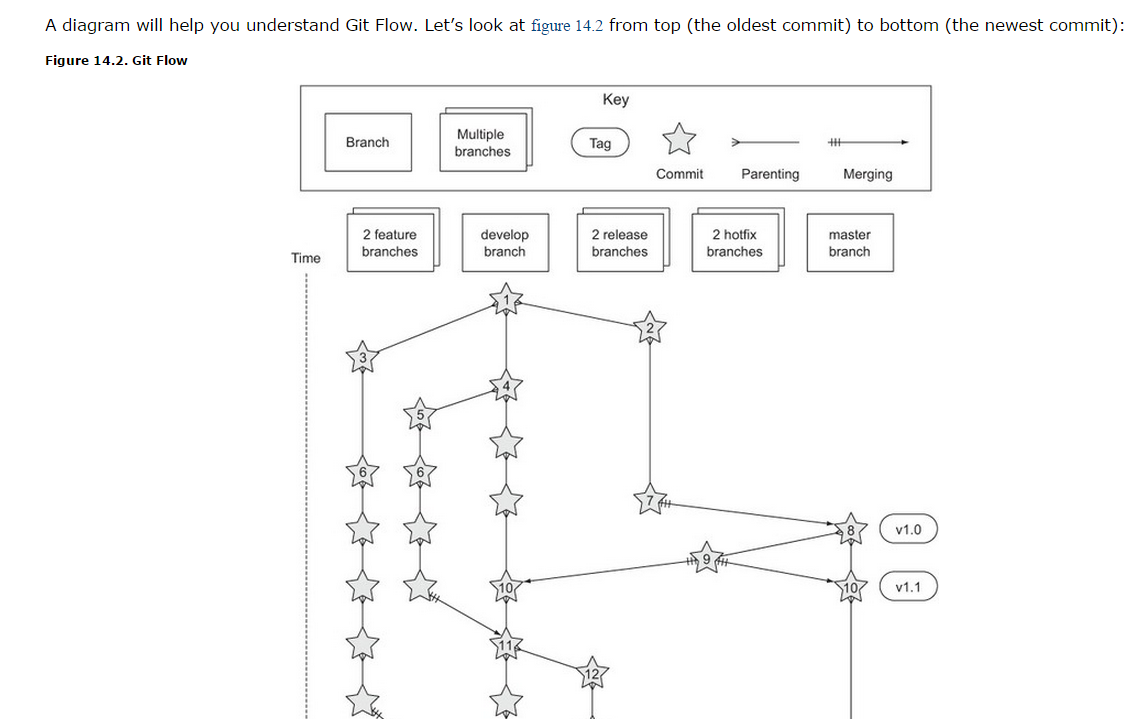 A diagram will help you understand Git Flow. Let’s look at figure 14.2 from top (the oldest commit) to bottom (the newest commit):
Figure 14.2. Git Flow
Key
Branch
Multiple
branches
Tag
Commit
Parenting
Merging
Time
2 feature
branches
develop
branch
2 release
branches
2 hotfix
branches
master
branch
1
2
3
4
5
6
6
7
8
v1.0
9
10
10
v1.1
11
12